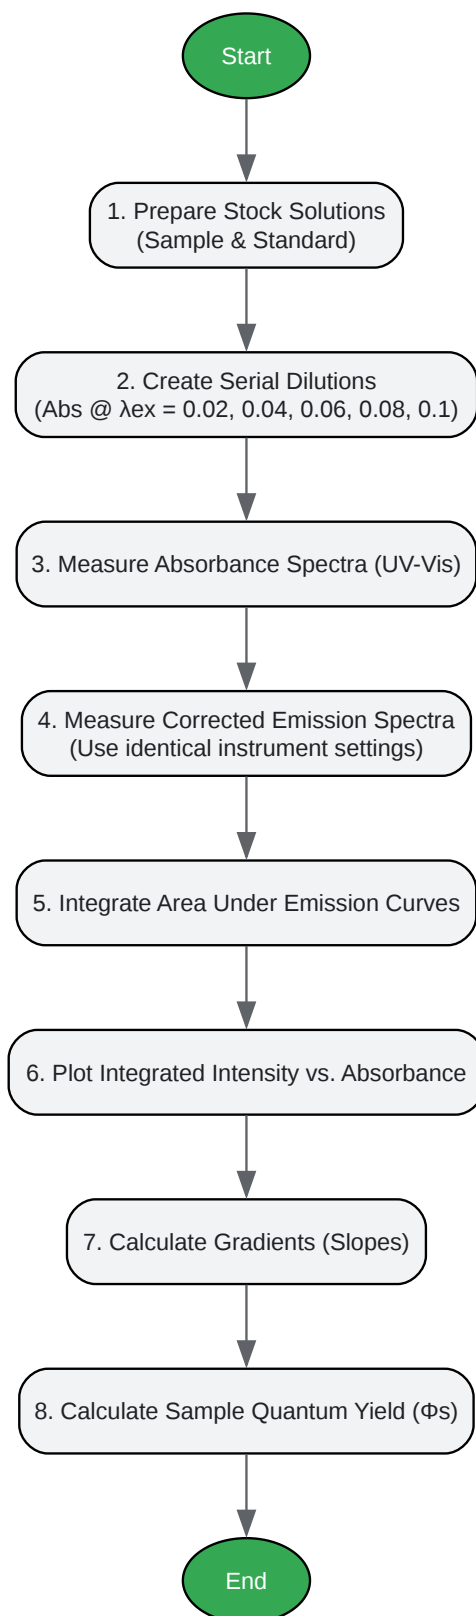 Start
1. Prepare Stock Solutions
(Sample & Standard)
2. Create Serial Dilutions
(Abs @ λex = 0.02, 0.04, 0.06, 0.08, 0.1)
3. Measure Absorbance Spectra (UV-Vis)
4. Measure Corrected Emission Spectra
(Use identical instrument settings)
5. Integrate Area Under Emission Curves
6. Plot Integrated Intensity vs. Absorbance
7. Calculate Gradients (Slopes)
8. Calculate Sample Quantum Yield (Φs)
End